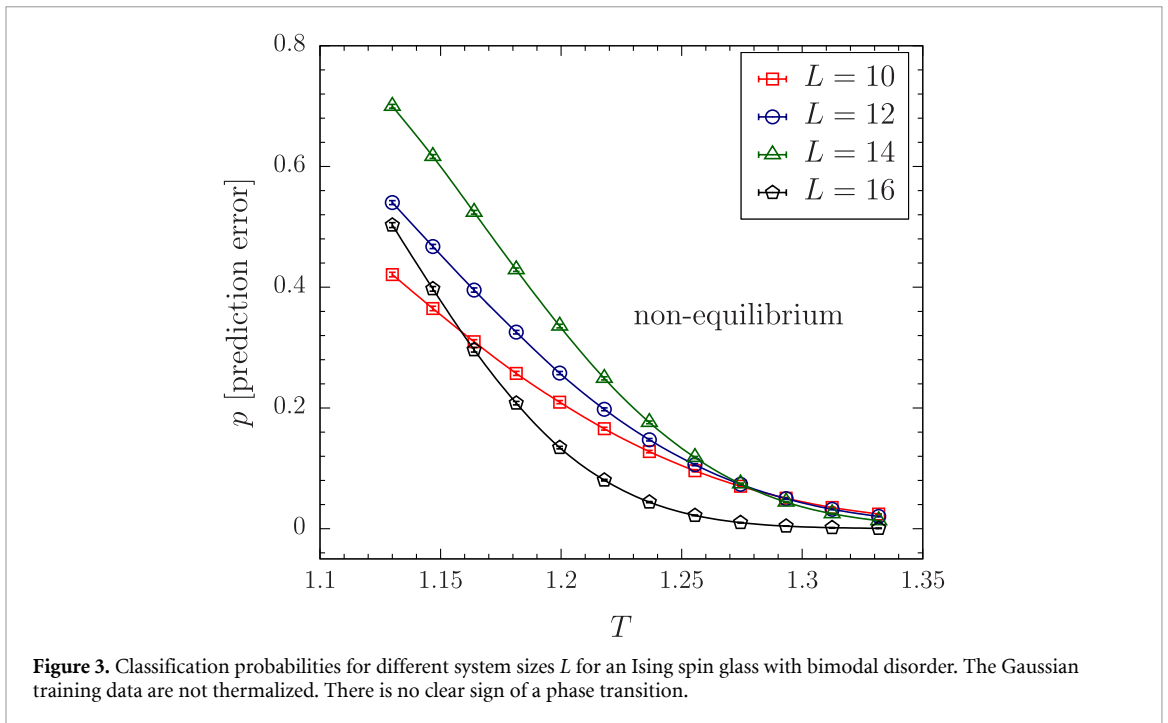 0.8
0.6
0.4
0.2
0
p [prediction error]
L = 10
L = 12
L = 14
L = 16
non-equilibrium
1.1 1.15 1.2 1.25 1.3 1.35
T
Figure 3. Classification probabilities for different system sizes L for an Ising spin glass with bimodal disorder. The Gaussian
training data are not thermalized. There is no clear sign of a phase transition.